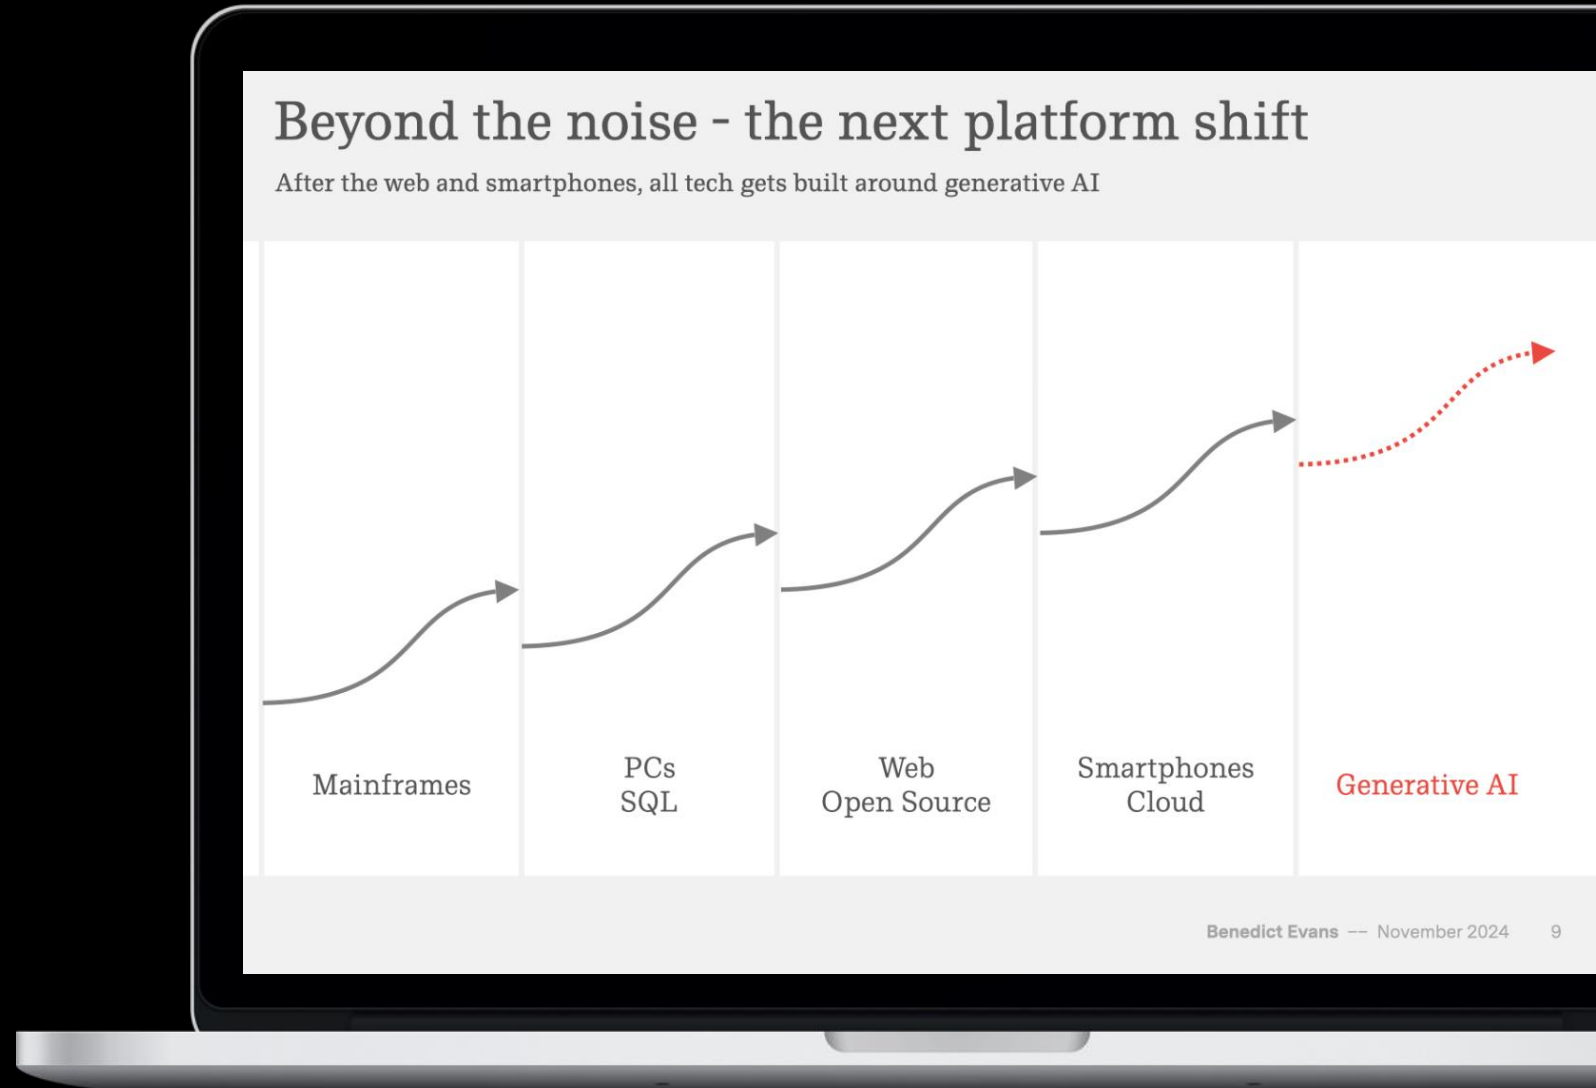 Beyond the noise - the next platform shift
After the web and smartphones, all tech gets built around generative AI
Mainframes
PCs
SQL
Web
Open Source
Smartphones
Cloud
Generative AI
Benedict Evans –– November 2024 9